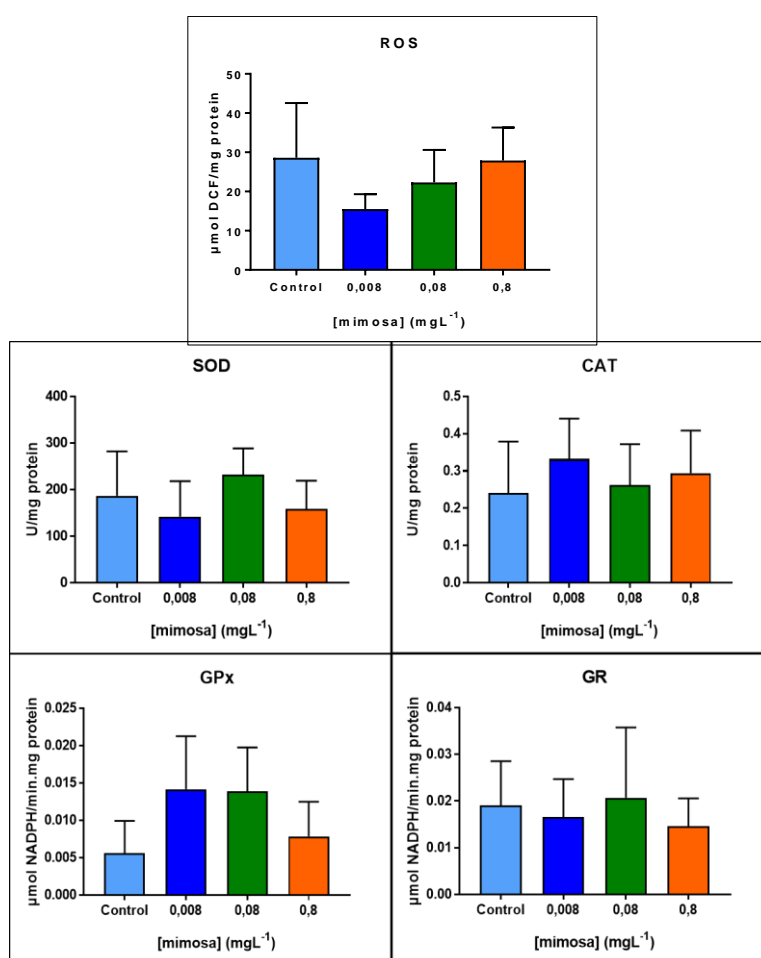 ROS
µmol DCF/mg protein
50
40
30
20
10
0
Control 0,008 0,08 0,8
[mimosa] (mgL⁻¹)
SOD
U/mg protein
400
300
200
100
0
Control 0,008 0,08 0,8
[mimosa] (mgL⁻¹)
CAT
U/mg protein
0.5
0.4
0.3
0.2
0.1
0.0
Control 0,008 0,08 0,8
[mimosa] (mgL⁻¹)
GPx
µmol NADPH/min.mg protein
0.025
0.020
0.015
0.010
0.005
0.000
Control 0,008 0,08 0,8
[mimosa] (mgL⁻¹)
GR
µmol NADPH/min.mg protein
0.04
0.03
0.02
0.01
0.00
Control 0,008 0,08 0,8
[mimosa] (mgL⁻¹)